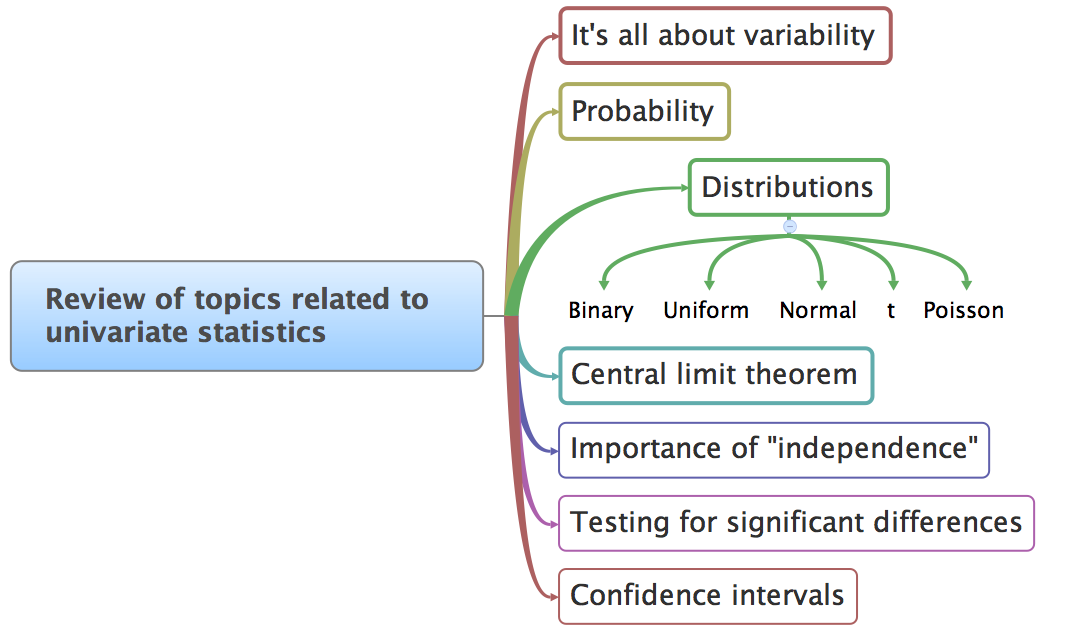 It's all about variability
Probability
Distributions
Binary Uniform Normal t Poisson
Review of topics related to
univariate statistics
Central limit theorem
Importance of "independence"
Testing for significant differences
Confidence intervals